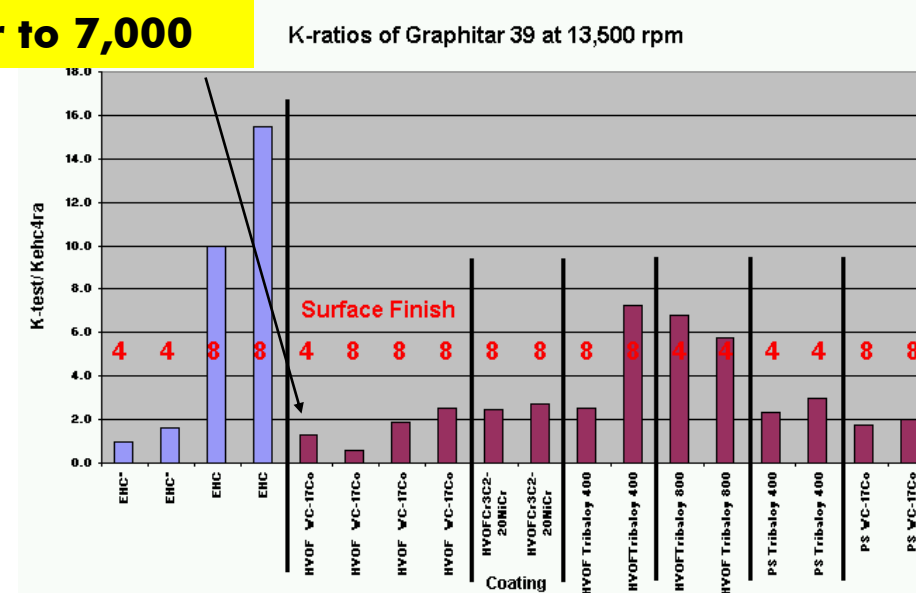 r to 7,000
K-ratios of Graphitar 39 at 13,500 rpm
K-test/Kehc4ra
18.0
16.0
14.0
12.0
10.0
8.0
6.0
4.0
2.0
0.0
Surface Finish
4 4 8 8 4 8 8 8 8 8 8 8 4 4 4 4 8 8
EHC*
EHC*
EHC
EHC
HVOF WC-17Co
HVOF WC-17Co
HVOF WC-17Co
HVOF WC-17Co
HVOFCr3C2-
20NiCr
HVOFCr3C2-
20NiCr
HVOF Tribaloy 400
HVOFTribaloy 400
HVOFTribaloy 800
HVOF Tribaloy 800
PS Tribaloy 400
PS Tribaloy 400
PS WC-17Co
PS WC-17Co
Coating